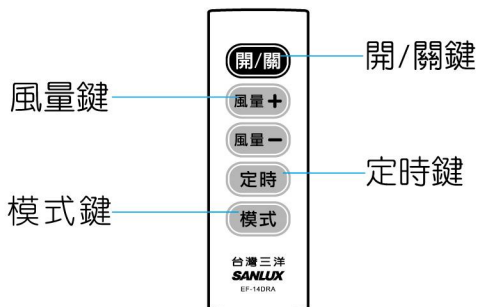 開/關
開/關鍵
風量鍵
風量+
風量-
定時
定時鍵
模式鍵
模式
台灣三洋
SANLUX
EF-14DRA